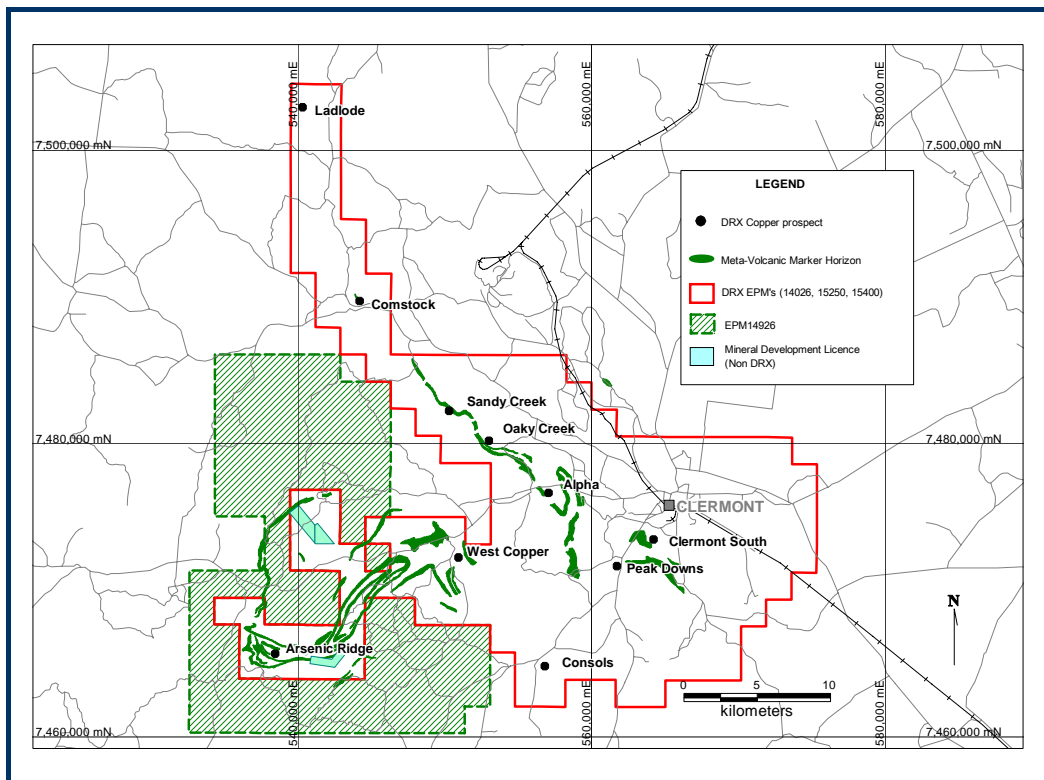 540,000 mE
560,000 mE
580,000 mE
Ladlode
7,500,000 mN
7,500,000 mN
LEGEND
DRX Copper prospect
Meta-Volcanic Marker Horizon
DRX EPM's (14026, 15250, 15400)
EPM14926
Mineral Development Licence
(Non DRX)
Comstock
Sandy Creek
Oaky Creek
7,480,000 mN
7,480,000 mN
Alpha
CLERMONT
Clermont South
West Copper
Peak Downs
N
Arsenic Ridge
Consols
0 5 10
kilometers
540,000 mE
560,000 mE
580,000 mE
7,460,000 mN
7,460,000 mN